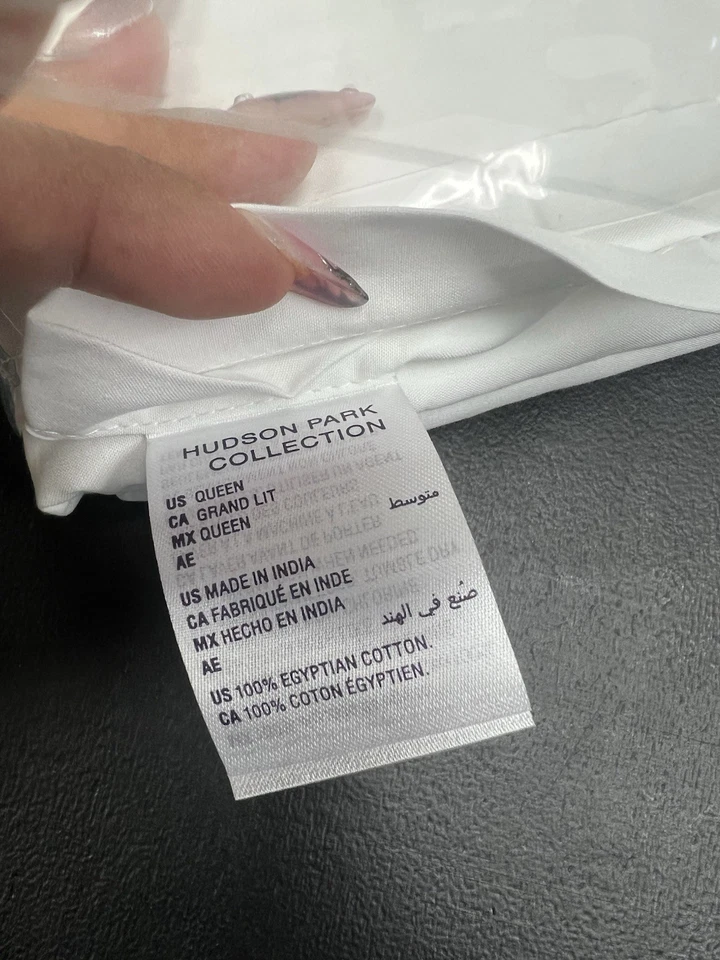 HUDSON PARK
COLLECTION
US QUEEN
CA GRAND LIT
MX QUEEN
AE متوسط
US MADE IN INDIA
CA FABRIQUÉ EN INDE
MX HECHO EN INDIA
AE صُنع في الهند
US 100% EGYPTIAN COTTON.
CA 100% COTON ÉGYPTIEN.